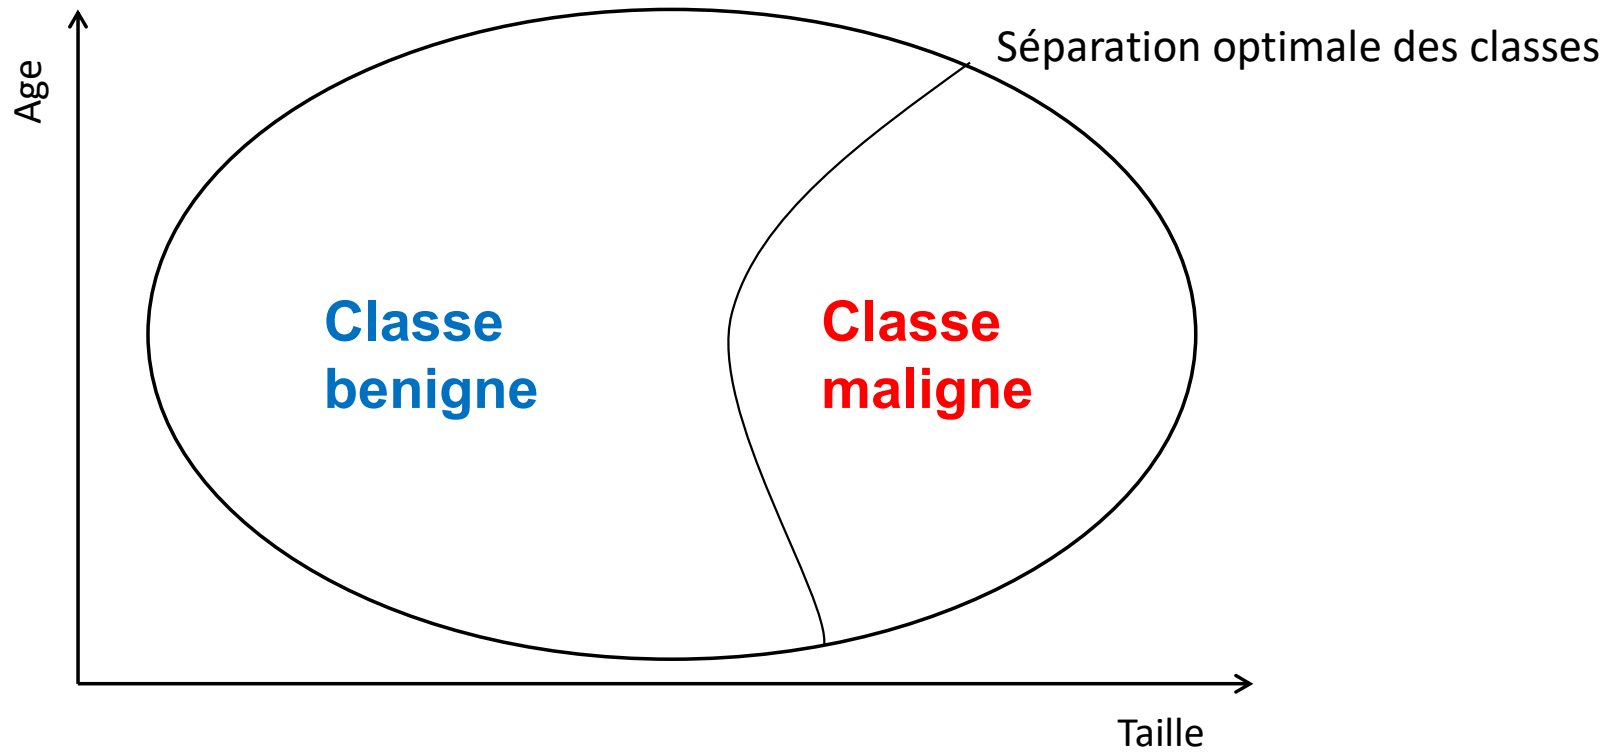 Séparation optimale des classes
Age
Classe
benigne
Classe
maligne
Taille